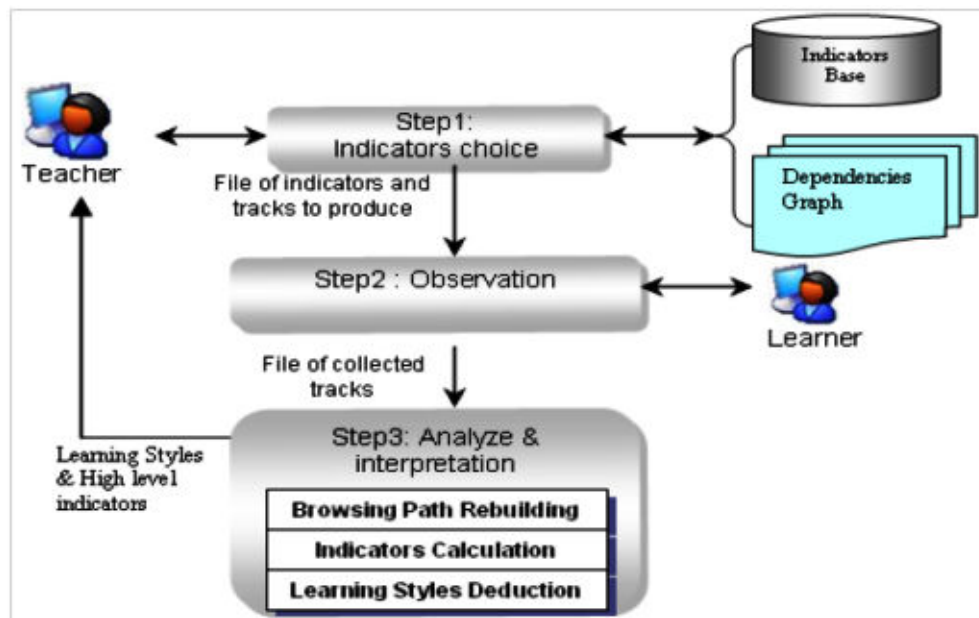 Indicators
Base
Step1:
Indicators choice
Teacher
Dependencies
Graph
File of indicators and
tracks to produce
Step2 : Observation
Learner
File of collected
tracks
Step3: Analyze &
interpretation
Learning Styles
& High level
indicators
Browsing Path Rebuilding
Indicators Calculation
Learning Styles Deduction